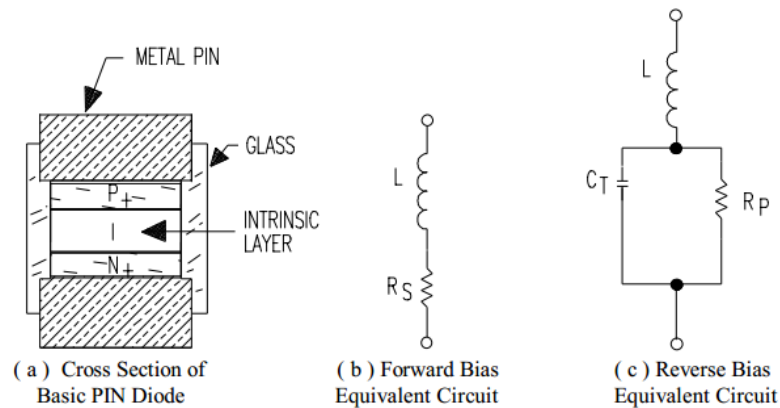 METAL PIN
GLASS
P+
I
INTRINSIC
LAYER
N+
( a ) Cross Section of
Basic PIN Diode
L
RS
( b ) Forward Bias
Equivalent Circuit
L
CT
RP
( c ) Reverse Bias
Equivalent Circuit